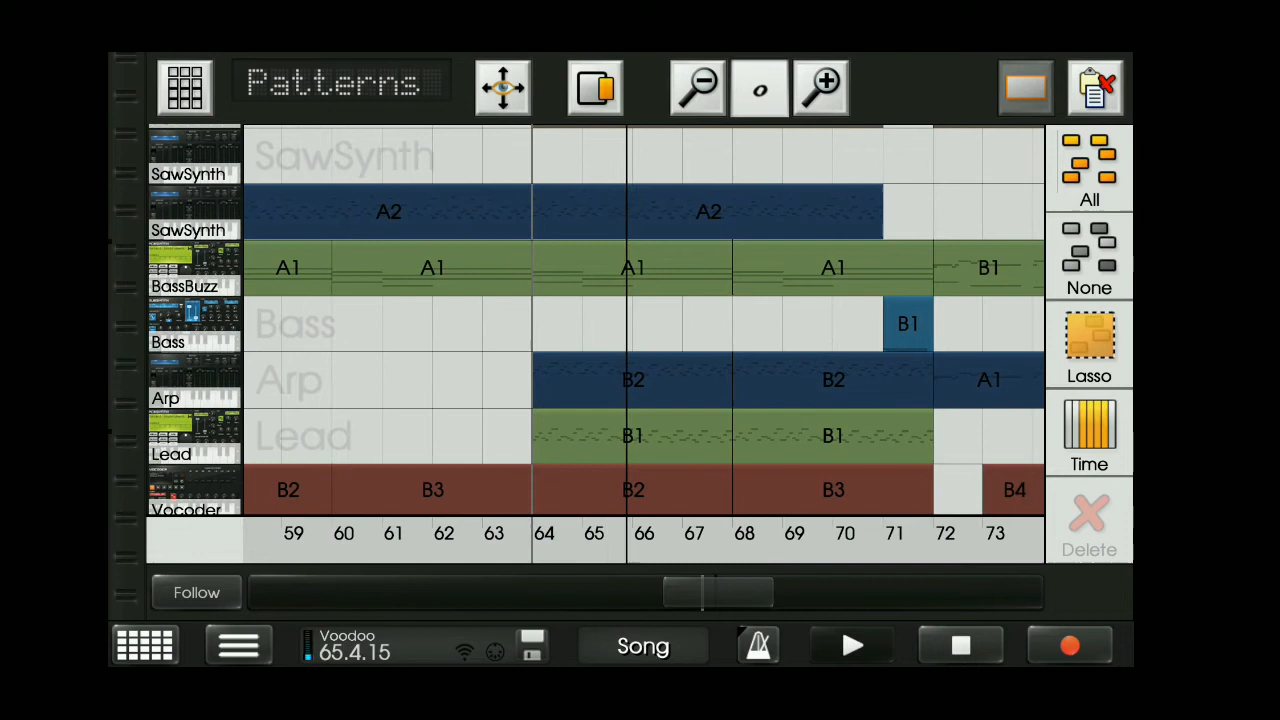 Patterns
o
SawSynth
SawSynth
All
SawSynth
A2
A2
BassBuzz
A1
A1
A1
A1
B1
None
Bass
Bass
B1
Lasso
Arp
Arp
B2
B2
A1
Lead
Lead
B1
B1
Time
Vocoder
B2
B3
B2
B3
B4
59 60 61 62 63 64 65 66 67 68 69 70 71 72 73
Delete
Follow
Voodoo
65.4.15
Song